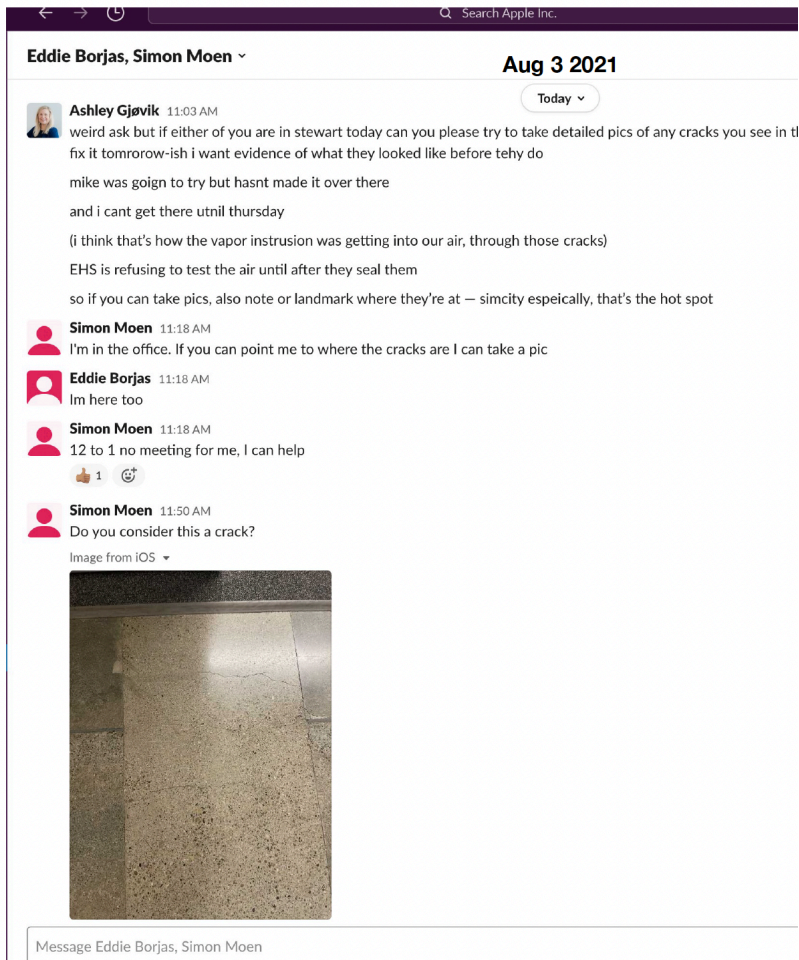 Search Apple Inc.
Eddie Borjas, Simon Moen
Aug 3 2021
Today
Ashley Gjøvik 11:03 AM
weird ask but if either of you are in stewart today can you please try to take detailed pics of any cracks you see in th
fix it tomrorow-ish i want evidence of what they looked like before tehy do
mike was goign to try but hasnt made it over there
and i cant get there utnil thursday
(i think that's how the vapor instrusion was getting into our air, through those cracks)
EHS is refusing to test the air until after they seal them
so if you can take pics, also note or landmark where they're at — simcity espeically, that's the hot spot
Simon Moen 11:18 AM
I'm in the office. If you can point me to where the cracks are I can take a pic
Eddie Borjas 11:18 AM
Im here too
Simon Moen 11:18 AM
12 to 1 no meeting for me, I can help
1
Simon Moen 11:50 AM
Do you consider this a crack?
Image from iOS
Message Eddie Borjas, Simon Moen